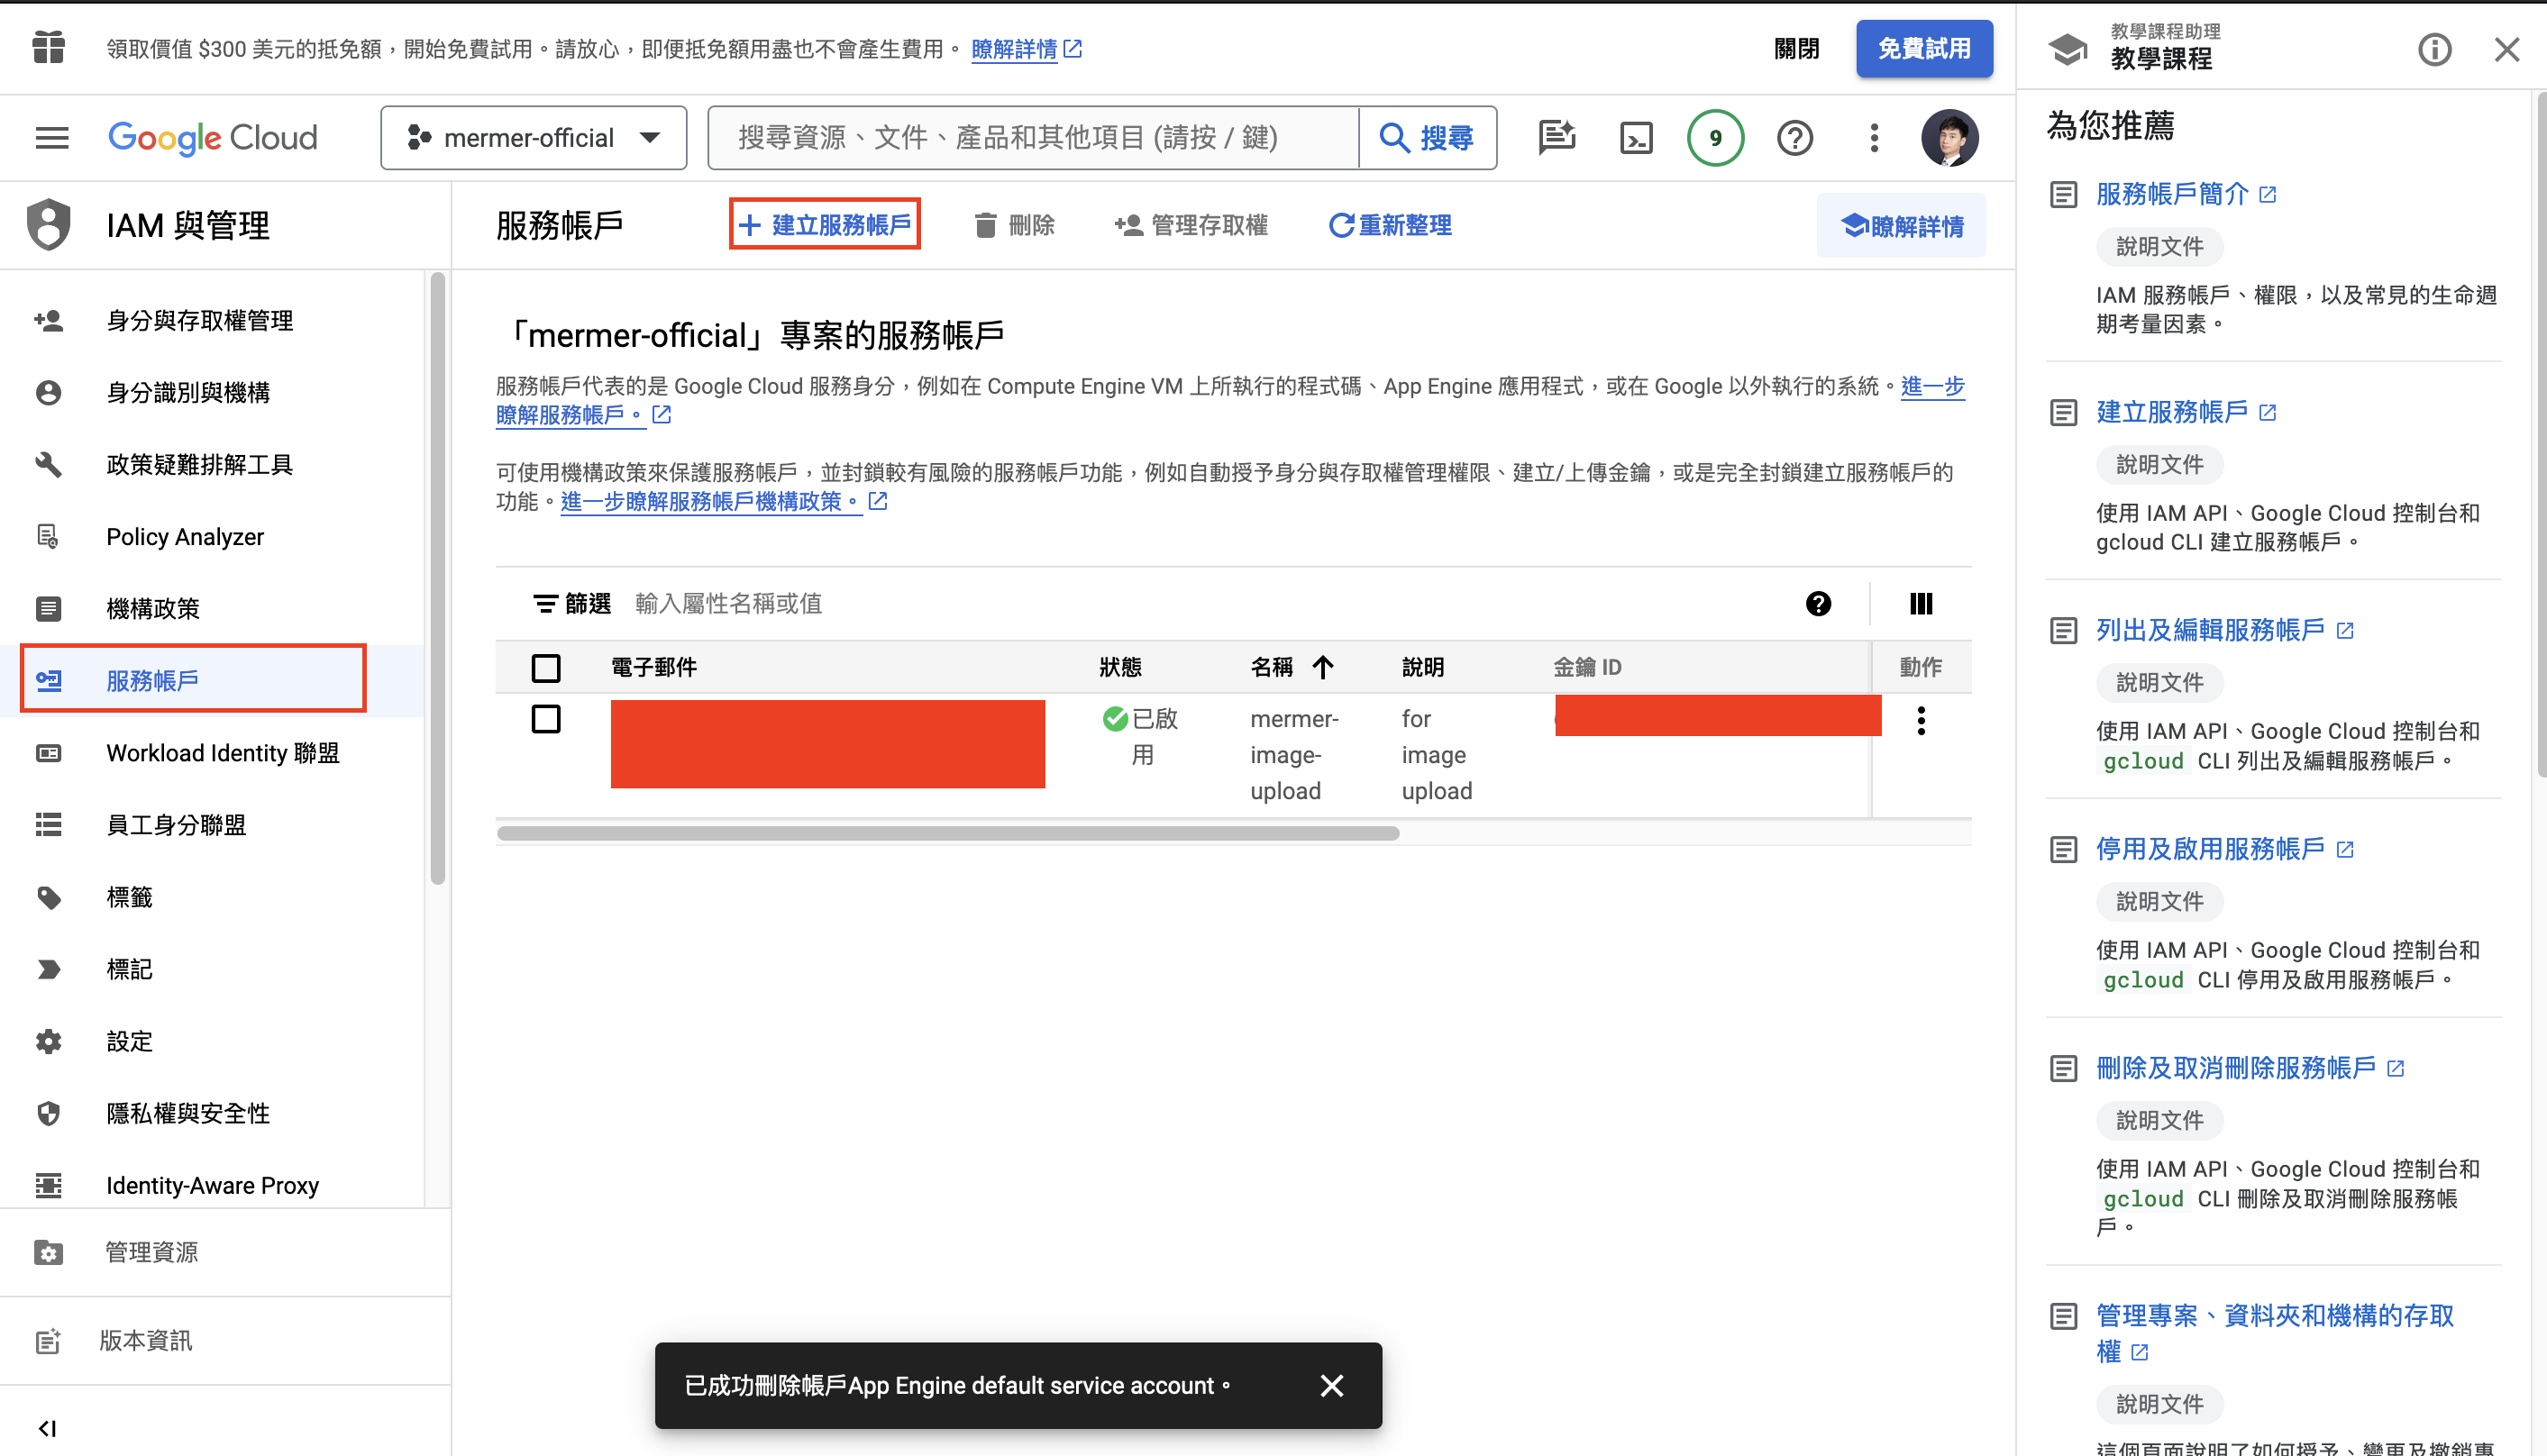 領取價值 $300 美元的抵免額，開始免費試用。請放心，即便抵免額用盡也不會產生費用。 瞭解詳情
關閉
免費試用
Google Cloud
mermer-official
搜尋資源、文件、產品和其他項目 (請按 / 鍵)
搜尋
9
IAM 與管理
身分與存取權管理
身分識別與機構
政策疑難排解工具
Policy Analyzer
機構政策
服務帳戶
Workload Identity 聯盟
員工身分聯盟
標籤
標記
設定
隱私權與安全性
Identity-Aware Proxy
管理資源
版本資訊
服務帳戶
建立服務帳戶
刪除
管理存取權
重新整理
瞭解詳情
「mermer-official」專案的服務帳戶
服務帳戶代表的是 Google Cloud 服務身分，例如在 Compute Engine VM 上所執行的程式碼、App Engine 應用程式，或在 Google 以外執行的系統。進一步
瞭解服務帳戶。
可使用機構政策來保護服務帳戶，並封鎖較有風險的服務帳戶功能，例如自動授予身分與存取權管理權限、建立/上傳金鑰，或是完全封鎖建立服務帳戶的
功能。進一步瞭解服務帳戶機構政策。
篩選 輸入屬性名稱或值
電子郵件 狀態 名稱 說明 金鑰 ID 動作
已啟
用
mermer-
image-
upload
for
image
upload
已成功刪除帳戶App Engine default service account。
教學課程助理
教學課程
為您推薦
服務帳戶簡介
說明文件
IAM 服務帳戶、權限，以及常見的生命週
期考量因素。
建立服務帳戶
說明文件
使用 IAM API、Google Cloud 控制台和
gcloud CLI 建立服務帳戶。
列出及編輯服務帳戶
說明文件
使用 IAM API、Google Cloud 控制台和
gcloud CLI 列出及編輯服務帳戶。
停用及啟用服務帳戶
說明文件
使用 IAM API、Google Cloud 控制台和
gcloud CLI 停用及啟用服務帳戶。
刪除及取消刪除服務帳戶
說明文件
使用 IAM API、Google Cloud 控制台和
gcloud CLI 刪除及取消刪除服務帳
戶。
管理專案、資料夾和機構的存取
權
說明文件
這個頁面說明了如何授予、變更及撤銷專